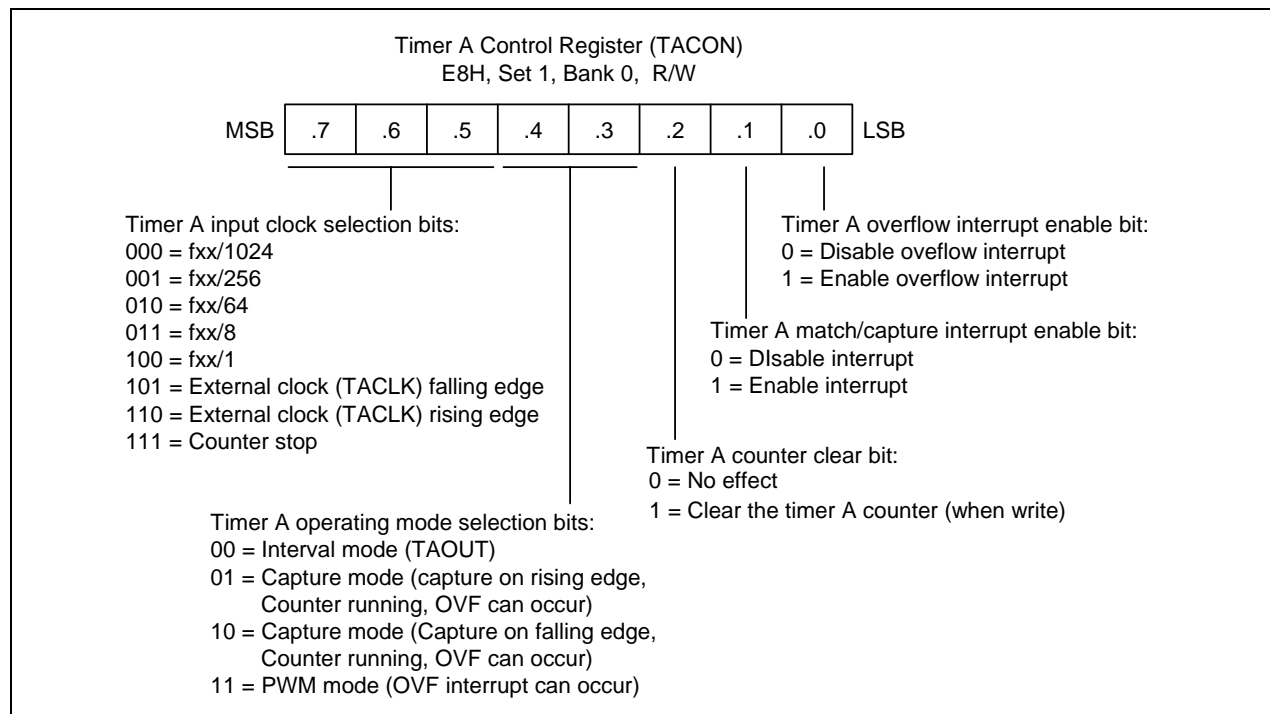 Timer A Control Register (TACON)
E8H, Set 1, Bank 0, R/W
MSB .7 .6 .5 .4 .3 .2 .1 .0 LSB
Timer A input clock selection bits:
000 = fxx/1024
001 = fxx/256
010 = fxx/64
011 = fxx/8
100 = fxx/1
101 = External clock (TACLK) falling edge
110 = External clock (TACLK) rising edge
111 = Counter stop
Timer A overflow interrupt enable bit:
0 = Disable oveflow interrupt
1 = Enable overflow interrupt
Timer A match/capture interrupt enable bit:
0 = DIsable interrupt
1 = Enable interrupt
Timer A counter clear bit:
0 = No effect
1 = Clear the timer A counter (when write)
Timer A operating mode selection bits:
00 = Interval mode (TAOUT)
01 = Capture mode (capture on rising edge,
Counter running, OVF can occur)
10 = Capture mode (Capture on falling edge,
Counter running, OVF can occur)
11 = PWM mode (OVF interrupt can occur)